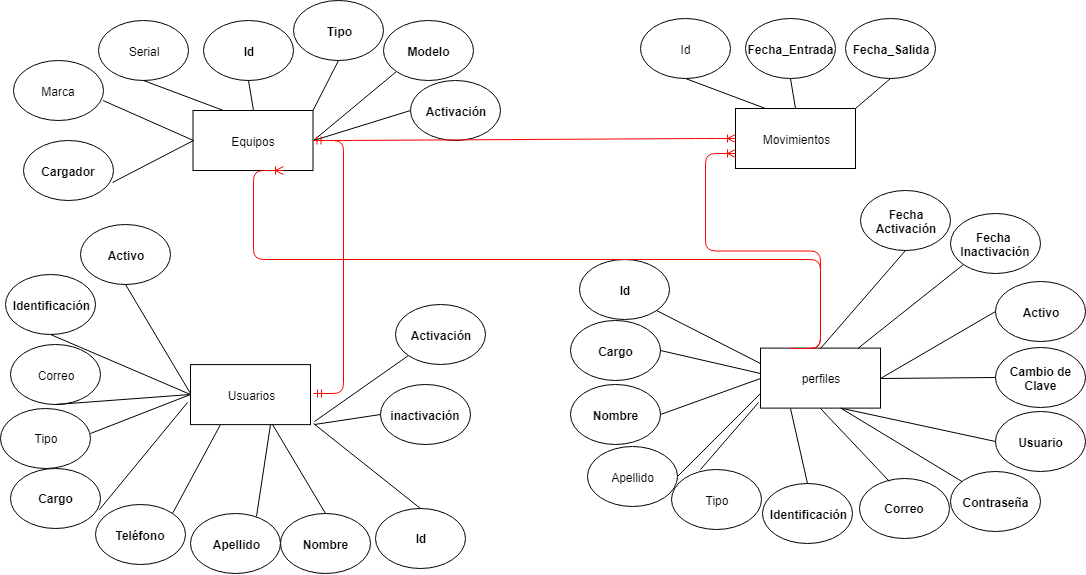 Serial
Id
Tipo
Modelo
Marca
Activación
Cargador
Equipos
Id
Fecha_Entrada
Fecha_Salida
Movimientos
Activo
Identificación
Correo
Tipo
Cargo
Usuarios
Activación
inactivación
Teléfono
Apellido
Nombre
Id
Fecha
Activación
Fecha
Inactivación
Id
Cargo
Nombre
Apellido
Tipo
perfiles
Activo
Cambio de
Clave
Usuario
Identificación
Correo
Contraseña